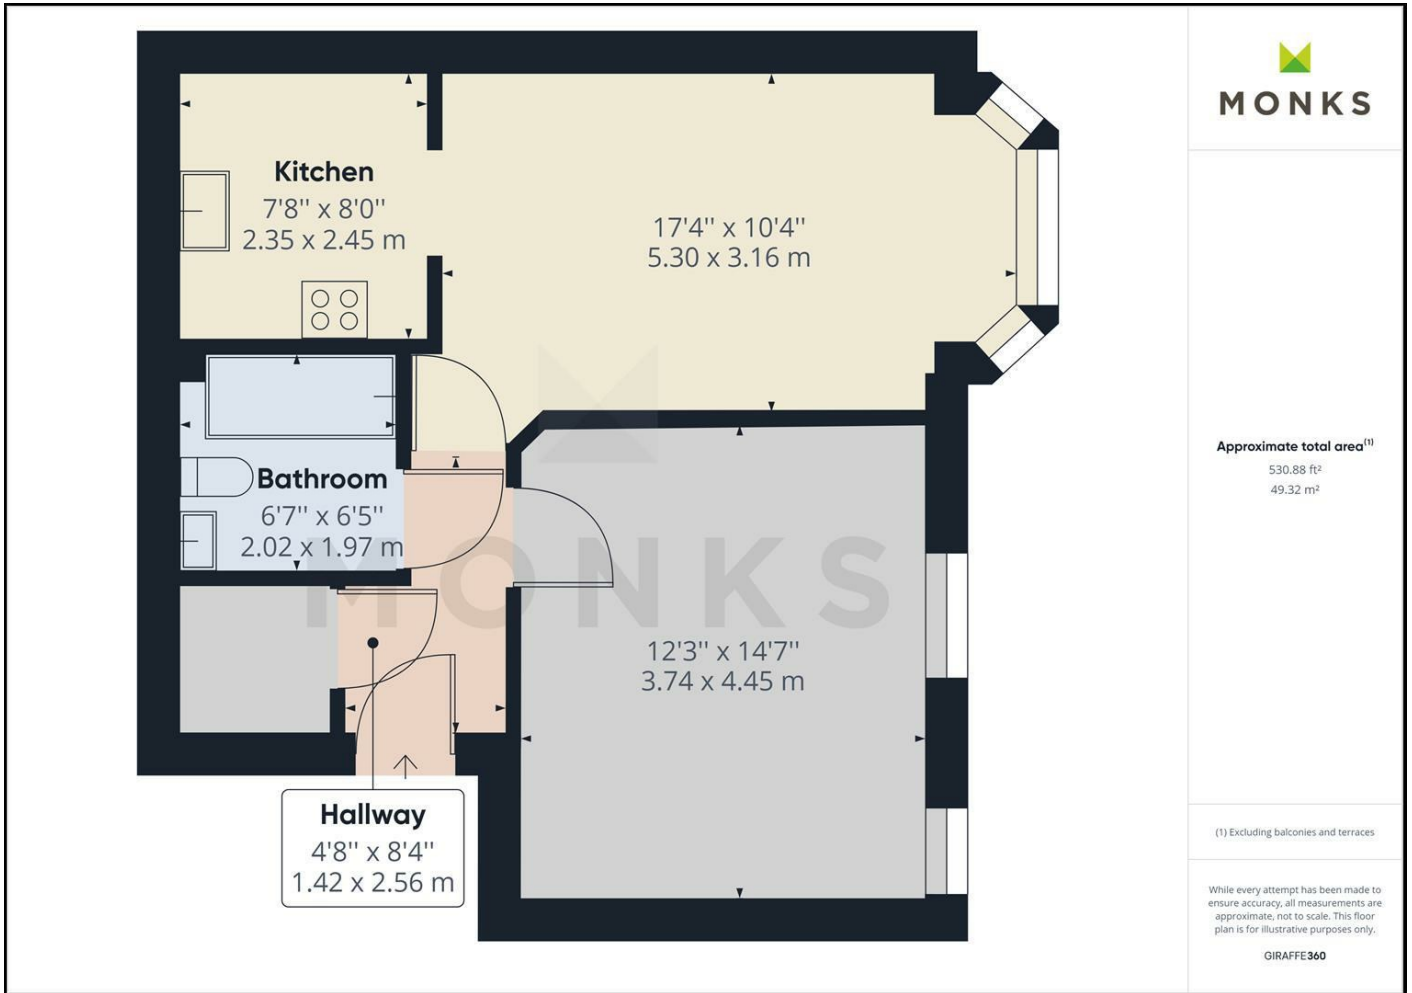 Kitchen
7'8'' x 8'0''
2.35 x 2.45 m
17'4'' x 10'4''
5.30 x 3.16 m
Bathroom
6'7'' x 6'5''
2.02 x 1.97 m
MONKS
12'3'' x 14'7''
3.74 x 4.45 m
Hallway
4'8'' x 8'4''
1.42 x 2.56 m
MONKS
Approximate total area(1)
530.88 ft²
49.32 m²
(1) Excluding balconies and terraces
While every attempt has been made to
ensure accuracy, all measurements are
approximate, not to scale. This floor
plan is for illustrative purposes only.
GIRAFFE360